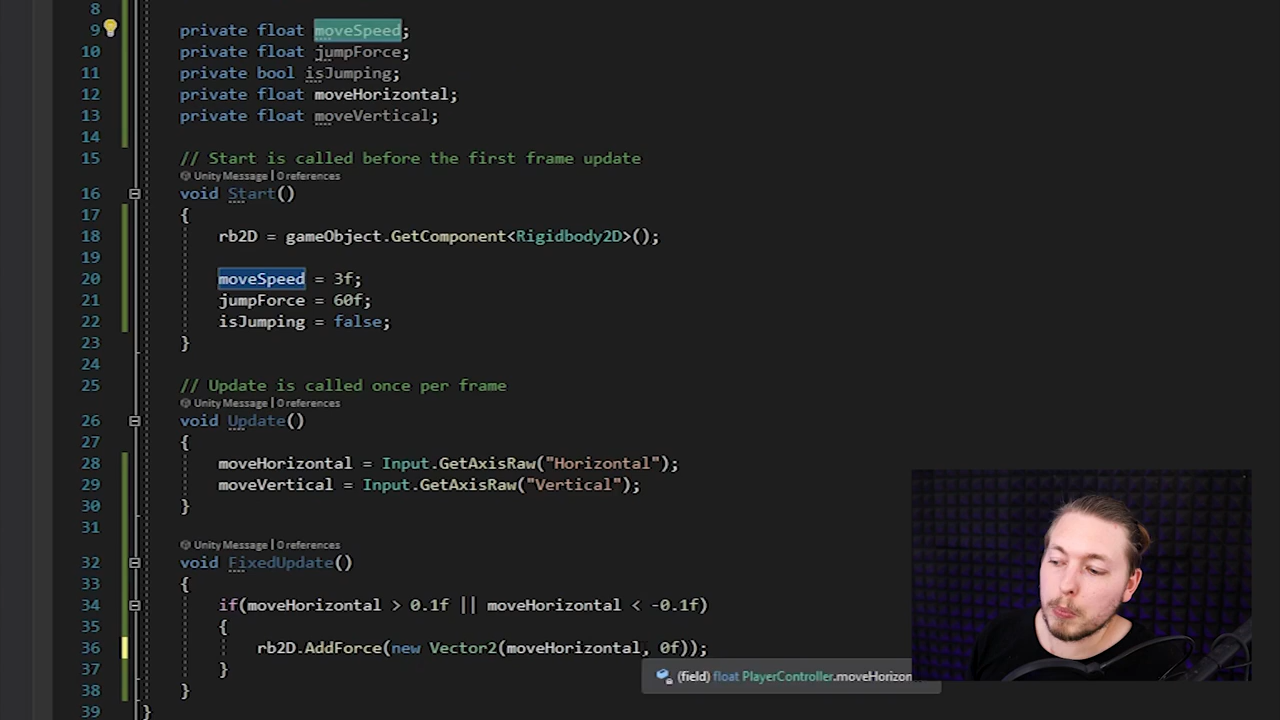 8
9 private float moveSpeed;
10 private float jumpForce;
11 private bool isJumping;
12 private float moveHorizontal;
13 private float moveVertical;
14
15 // Start is called before the first frame update
Unity Message | 0 references
16 void Start()
17 {
18 rb2D = gameObject.GetComponent<Rigidbody2D>();
19
20 moveSpeed = 3f;
21 jumpForce = 60f;
22 isJumping = false;
23 }
24
25 // Update is called once per frame
Unity Message | 0 references
26 void Update()
27 {
28 moveHorizontal = Input.GetAxisRaw("Horizontal");
29 moveVertical = Input.GetAxisRaw("Vertical");
30 }
31
Unity Message | 0 references
32 void FixedUpdate()
33 {
34 if(moveHorizontal > 0.1f || moveHorizontal < -0.1f)
35 {
36 rb2D.AddForce(new Vector2(moveHorizontal, 0f));
37 }
(field) float PlayerController.moveHorizon
38 }
39 }